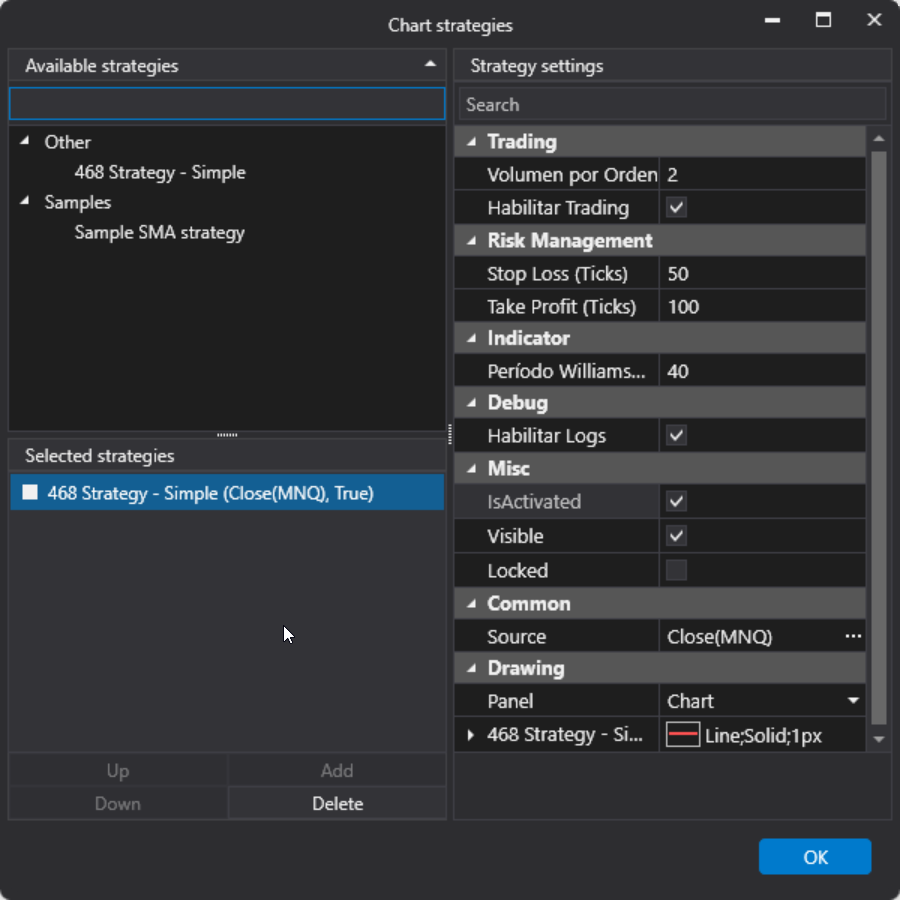 Chart strategies
Available strategies
Other
468 Strategy - Simple
Samples
Sample SMA strategy
Selected strategies
468 Strategy - Simple (Close(MNQ), True)
Up
Add
Down
Delete
Strategy settings
Search
Trading
Volumen por Orden 2
Habilitar Trading
Risk Management
Stop Loss (Ticks) 50
Take Profit (Ticks) 100
Indicator
Período Williams... 40
Debug
Habilitar Logs
Misc
IsActivated
Visible
Locked
Common
Source Close(MNQ) ...
Drawing
Panel Chart
468 Strategy - Si... Line;Solid;1px
OK